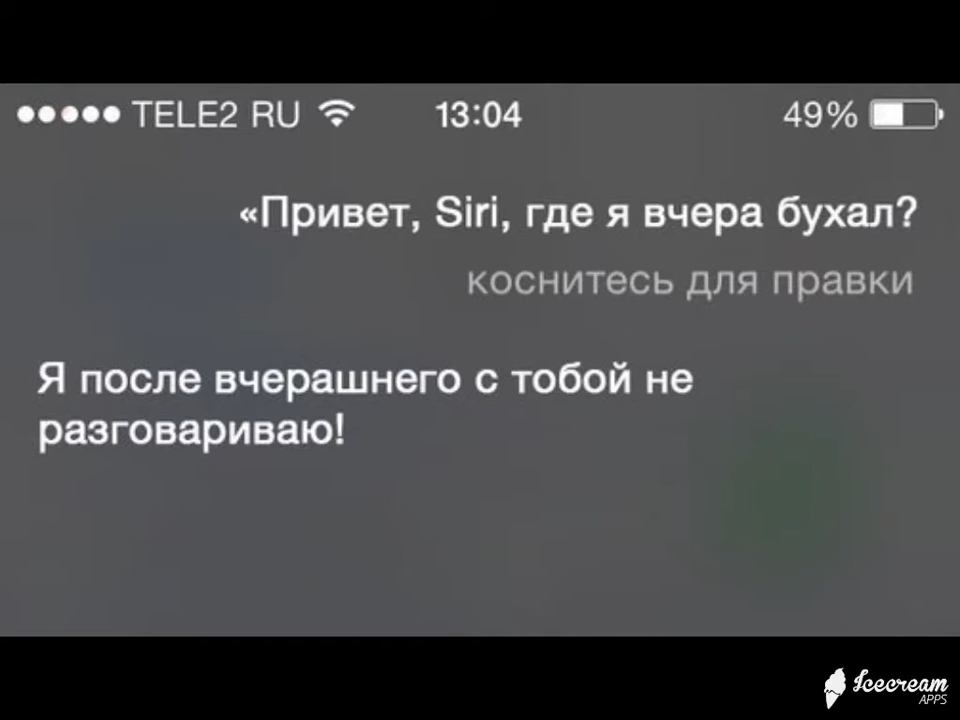 TELE2 RU 13:04 49%
«Привет, Siri, где я вчера бухал?
коснитесь для правки
Я после вчерашнего с тобой не
разговариваю!
Icecream
APPS